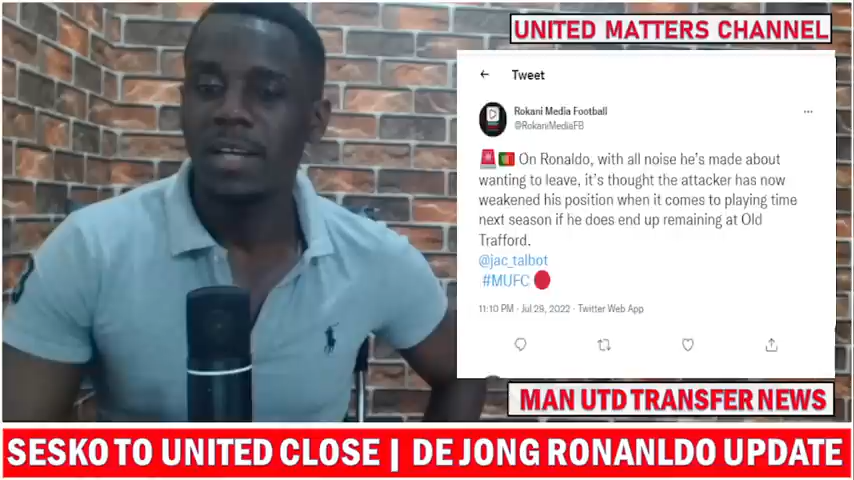 UNITED MATTERS CHANNEL
Tweet
Rokani Media Football
@RokaniMediaFB
🚨🇵🇹 On Ronaldo, with all noise he's made about
wanting to leave, it's thought the attacker has now
weakened his position when it comes to playing time
next season if he does end up remaining at Old
Trafford.
@jac_talbot
#MUFC 🔴
11:10 PM · Jul 29, 2022 · Twitter Web App
MAN UTD TRANSFER NEWS
SESKO TO UNITED CLOSE | DE JONG RONANLDO UPDATE